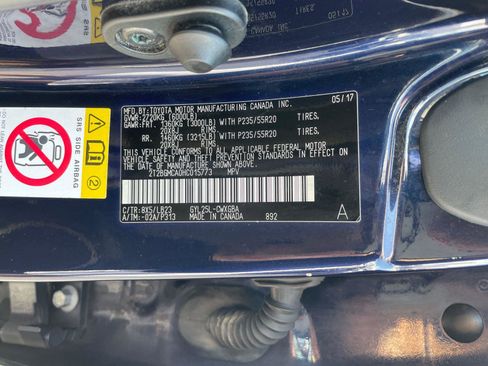 MFD.BY:TOYOTA MOTOR MANUFACTURING CANADA INC. 05/17
GVWR:2720KG (6000LB)
GAWR:FRT. 1360KG (3000LB) WITH P235/55R20 TIRES,
20X8J RIMS,
RR. 1460KG (3215LB) WITH P235/55R20 TIRES,
20X8J RIMS,
THIS VEHICLE CONFORMS TO ALL APPLICABLE FEDERAL MOTOR
VEHICLE SAFETY AND BUMPER STANDARDS IN EFFECT ON
THE DATE OF MANUFACTURE SHOWN ABOVE.
2T2BGMCA0HC015773 MPV
C/TR:8X5/LB23 GYL25L-CWXGBA
A/TM:-02A/P313 MADE IN CANADA 892 A
SRS SIDE AIRBAG